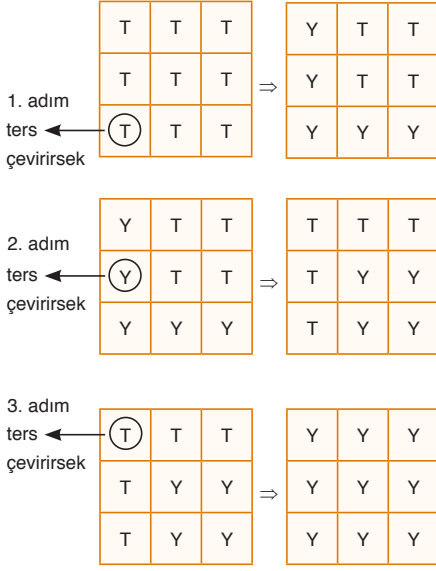 T T T Y T T
T T T ⇒ Y T T
1. adım
ters T T T Y Y Y
çevirirsek
Y T T T T T
2. adım
ters Y T T ⇒ T Y Y
çevirirsek
Y Y Y T Y Y
3. adım
ters T T T Y Y Y
çevirirsek
T Y Y ⇒ Y Y Y
T Y Y Y Y Y